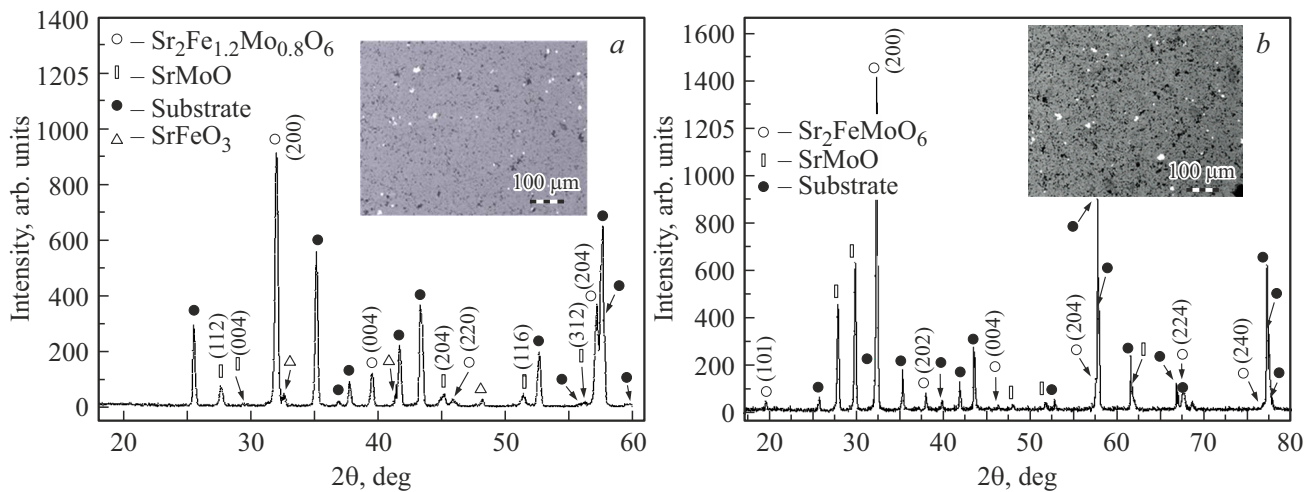 1400
1205
1000
800
600
400
200
0
Intensity, arb. units
a
○ – Sr2Fe1.2Mo0.8O6
▯ – SrMoO
● – Substrate
△ – SrFeO3
100 μm
(200)
(112)
(004)
(004)
(204)
(220)
(116)
(312)
(204)
20 30 40 50 60
2θ, deg
1600
1400
1205
1000
800
600
400
200
0
Intensity, arb. units
b
○ – Sr2FeMoO6
▯ – SrMoO
● – Substrate
100 μm
(200)
(101)
(202)
(004)
(204)
(224)
(240)
20 30 40 50 60 70 80
2θ, deg